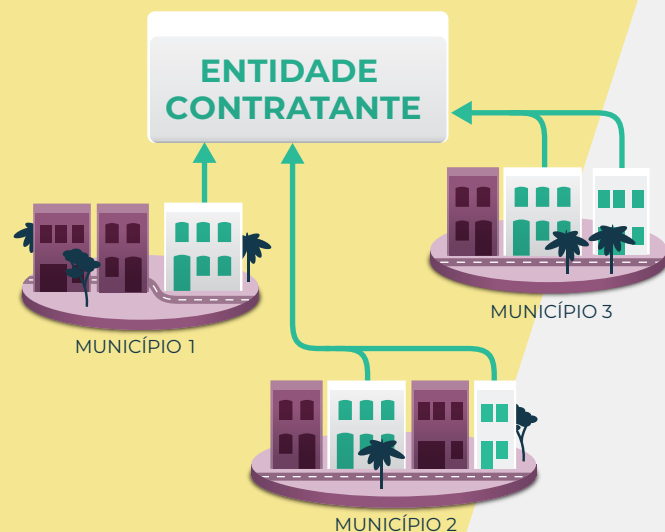 ENTIDADE
CONTRATANTE
MUNICÍPIO 3
MUNICÍPIO 1
MUNICÍPIO 2